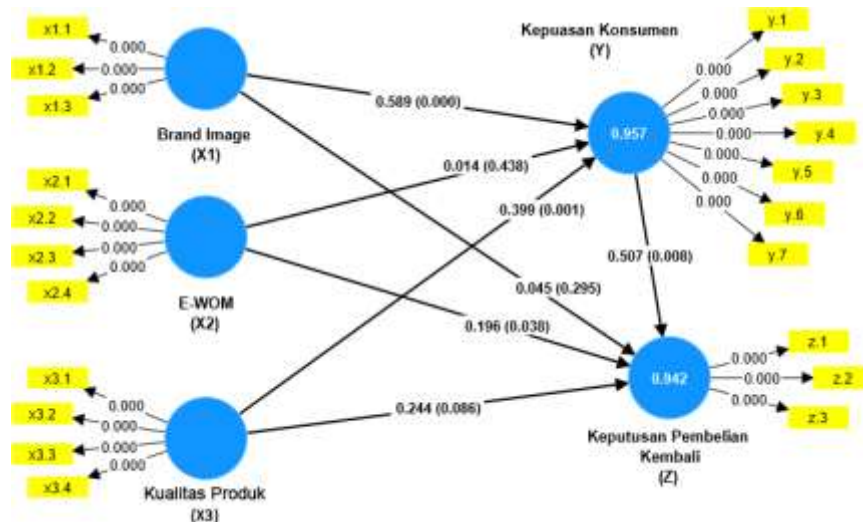 x1.1
0.000
x1.2
0.000
x1.3
0.000
Brand Image
(X1)
x2.1
0.000
x2.2
0.000
x2.3
0.000
x2.4
0.000
E-WOM
(X2)
x3.1
0.000
x3.2
0.000
x3.3
0.000
x3.4
0.000
Kualitas Produk
(X3)
0.589 (0.000)
0.014 (0.438)
0.399 (0.001)
0.045 (0.295)
0.196 (0.038)
0.244 (0.086)
0.507 (0.008)
Kepuasan Konsumen
(Y)
0.957
y.1
0.000
y.2
0.000
y.3
0.000
y.4
0.000
y.5
0.000
y.6
0.000
y.7
0.000
0.942
Keputusan Pembelian
Kembali
(Z)
z.1
0.000
z.2
0.000
z.3
0.000